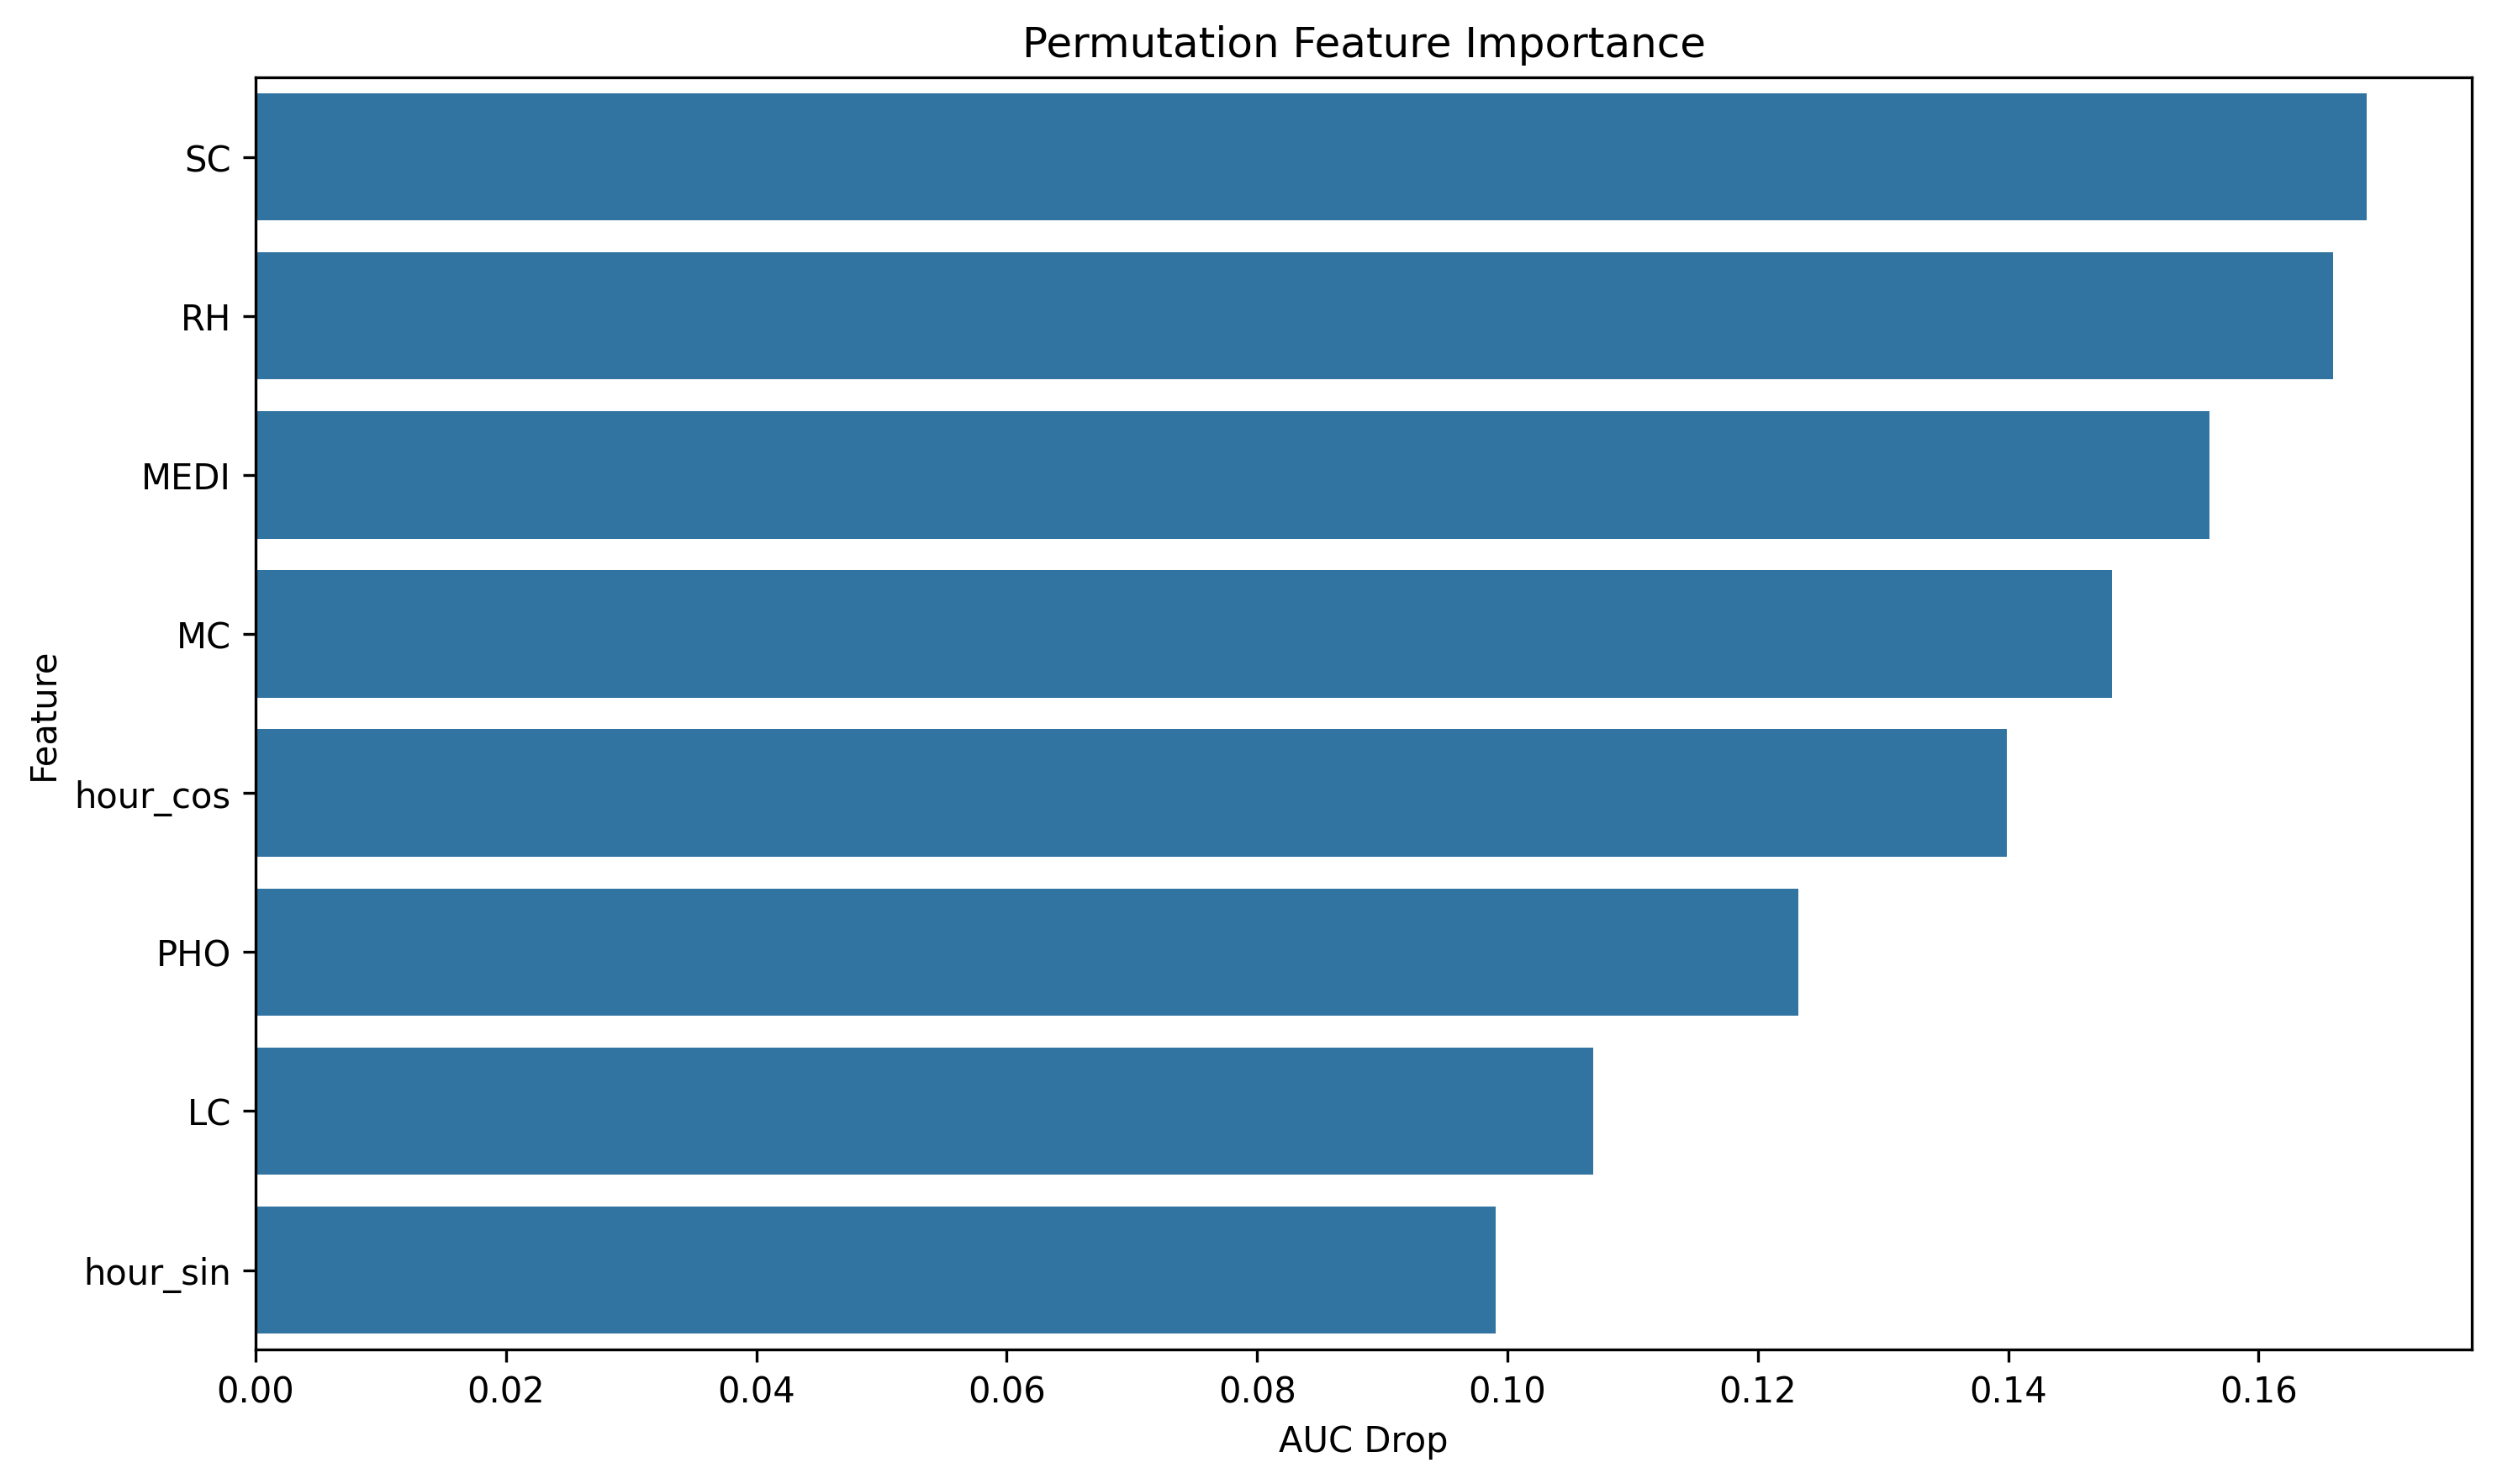 Permutation Feature Importance
SC
RH
MEDI
MC
hour_cos
PHO
LC
hour_sin
Feature
0.00 0.02 0.04 0.06 0.08 0.10 0.12 0.14 0.16
AUC Drop